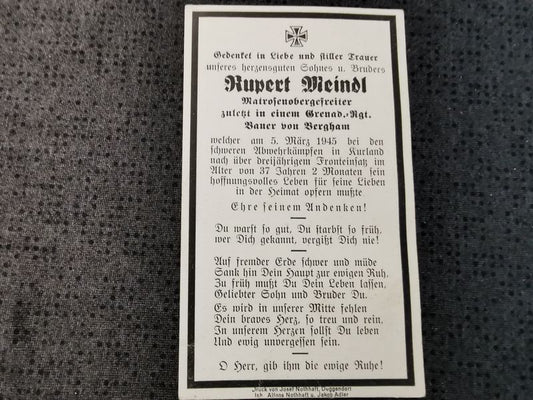 Gedenket in Liebe und stiller Trauer
unseres herzensguten Sohnes u. Bruders
Rupert Meindl
Matrosenobergefreiter
zuletzt in einem Grenad.-Rgt.
Bauer von Bergham
welcher am 5. März 1945 bei den
schweren Abwehrkämpfen in Kurland
nach über dreijährigem Fronteinsatz im
Alter von 37 Jahren 2 Monaten sein
hoffnungsvolles Leben für seine Lieben
in der Heimat opfern mußte
Ehre seinem Andenken!
Du warst so gut, Du starbst so früh,
wer Dich gekannt, vergißt Dich nie!
Auf fremder Erde schwer und müde
Sank hin Dein Haupt zur ewigen Ruh.
Zu früh mußt Du Dein Leben lassen,
Geliebter Sohn und Bruder Du.
Es wird in unserer Mitte fehlen
Dein braves Herz, so treu und rein.
In unserem Herzen sollst Du leben
Und ewig unvergessen sein.
O Herr, gib ihm die ewige Ruhe!
Druck von Josef Nothhaft, Duggendorf
Inh. Alfons Nothhaft u. Jakob Adler